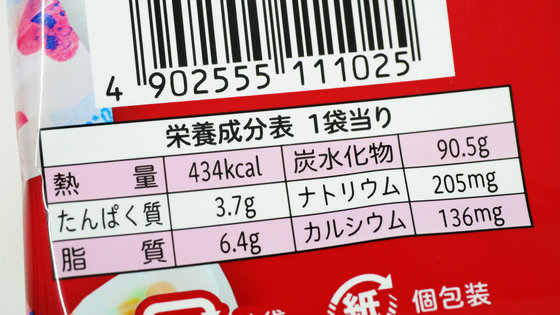 4 902555 111025
栄養成分表 1袋当り
熱量 434kcal 炭水化物 90.5g
たんぱく質 3.7g ナトリウム 205mg
脂質 6.4g カルシウム 136mg
紙 個包装